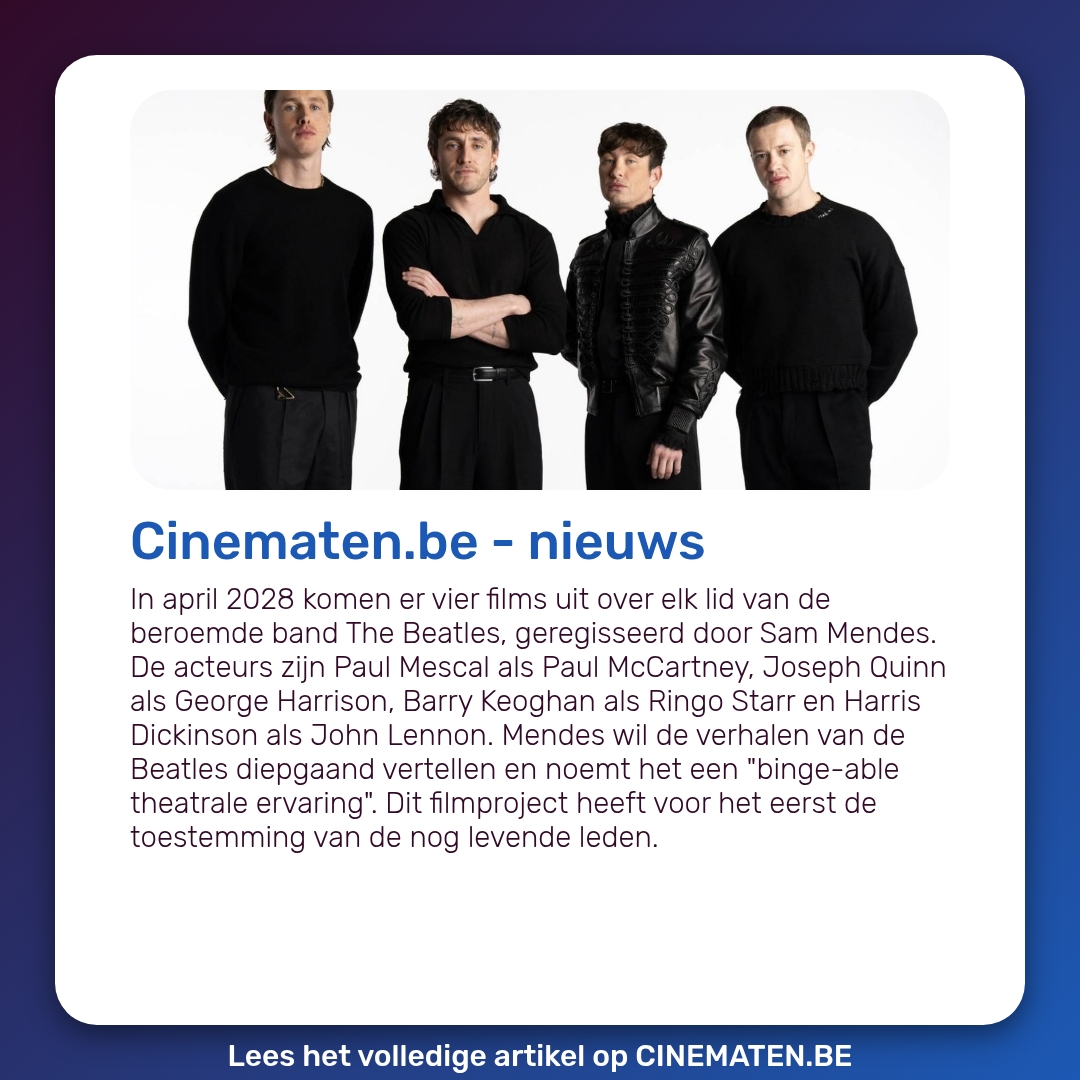 Cinematen.be - nieuws
In april 2028 komen er vier films uit over elk lid van de
beroemde band The Beatles, geregisseerd door Sam Mendes.
De acteurs zijn Paul Mescal als Paul McCartney, Joseph Quinn
als George Harrison, Barry Keoghan als Ringo Starr en Harris
Dickinson als John Lennon. Mendes wil de verhalen van de
Beatles diepgaand vertellen en noemt het een "binge-able
theatrale ervaring". Dit filmproject heeft voor het eerst de
toestemming van de nog levende leden.
Lees het volledige artikel op CINEMATEN.BE